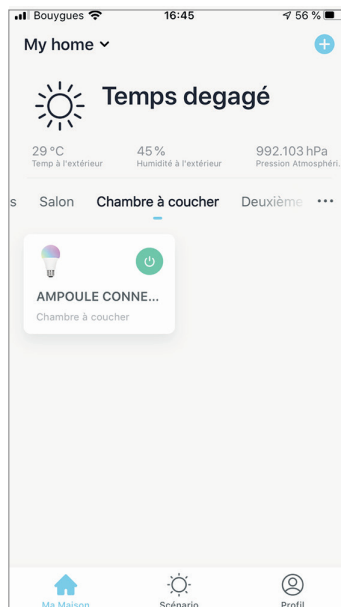 Bouygues 16:45 56 %
My home
Temps degagé
29 °C 45% 992.103 hPa
Temp à l'extérieur Humidité à l'extérieur Pression Atmosphéri.
s Salon Chambre à coucher Deuxième ...
AMPOULE CONNE...
Chambre à coucher
Ma Maison Scénario Profil